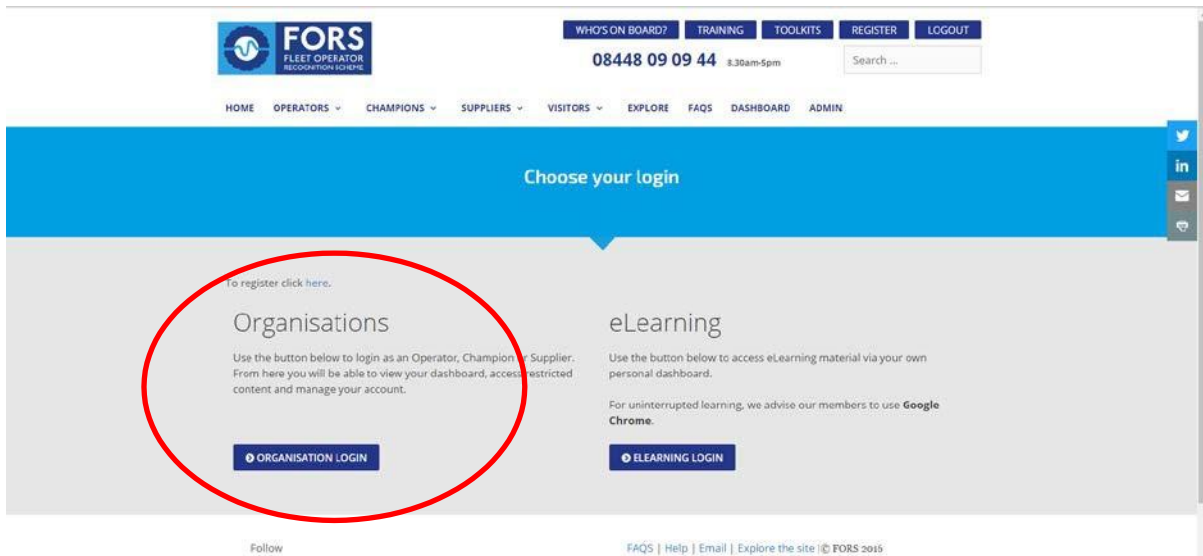 FORS
FLEET OPERATOR
RECOGNITION SCHEME
WHO'S ON BOARD? TRAINING TOOLKITS REGISTER LOGOUT
08448 09 09 44 8.30am-5pm Search ...
HOME OPERATORS CHAMPIONS SUPPLIERS VISITORS EXPLORE FAQS DASHBOARD ADMIN
Choose your login
in
To register click here.
Organisations
Use the button below to login as an Operator, Champion or Supplier.
From here you will be able to view your dashboard, access restricted
content and manage your account.
ORGANISATION LOGIN
eLearning
Use the button below to access eLearning material via your own
personal dashboard.
For uninterrupted learning, we advise our members to use Google
Chrome.
ELEARNING LOGIN
Follow
FAQS | Help | Email | Explore the site |© FORS 2016